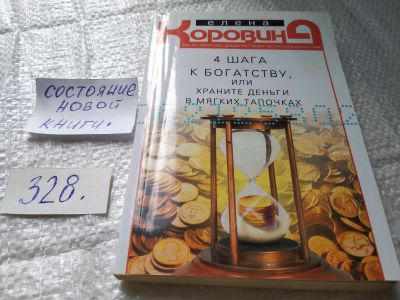 елена
КОРОВИНА
4 ШАГА
К БОГАТСТВУ,
ИЛИ
ХРАНИТЕ ДЕНЬГИ
В МЯГКИХ ТАПОЧКАХ
СОСТОЯНИЕ
НОВОЙ
КНИГИ.
328.